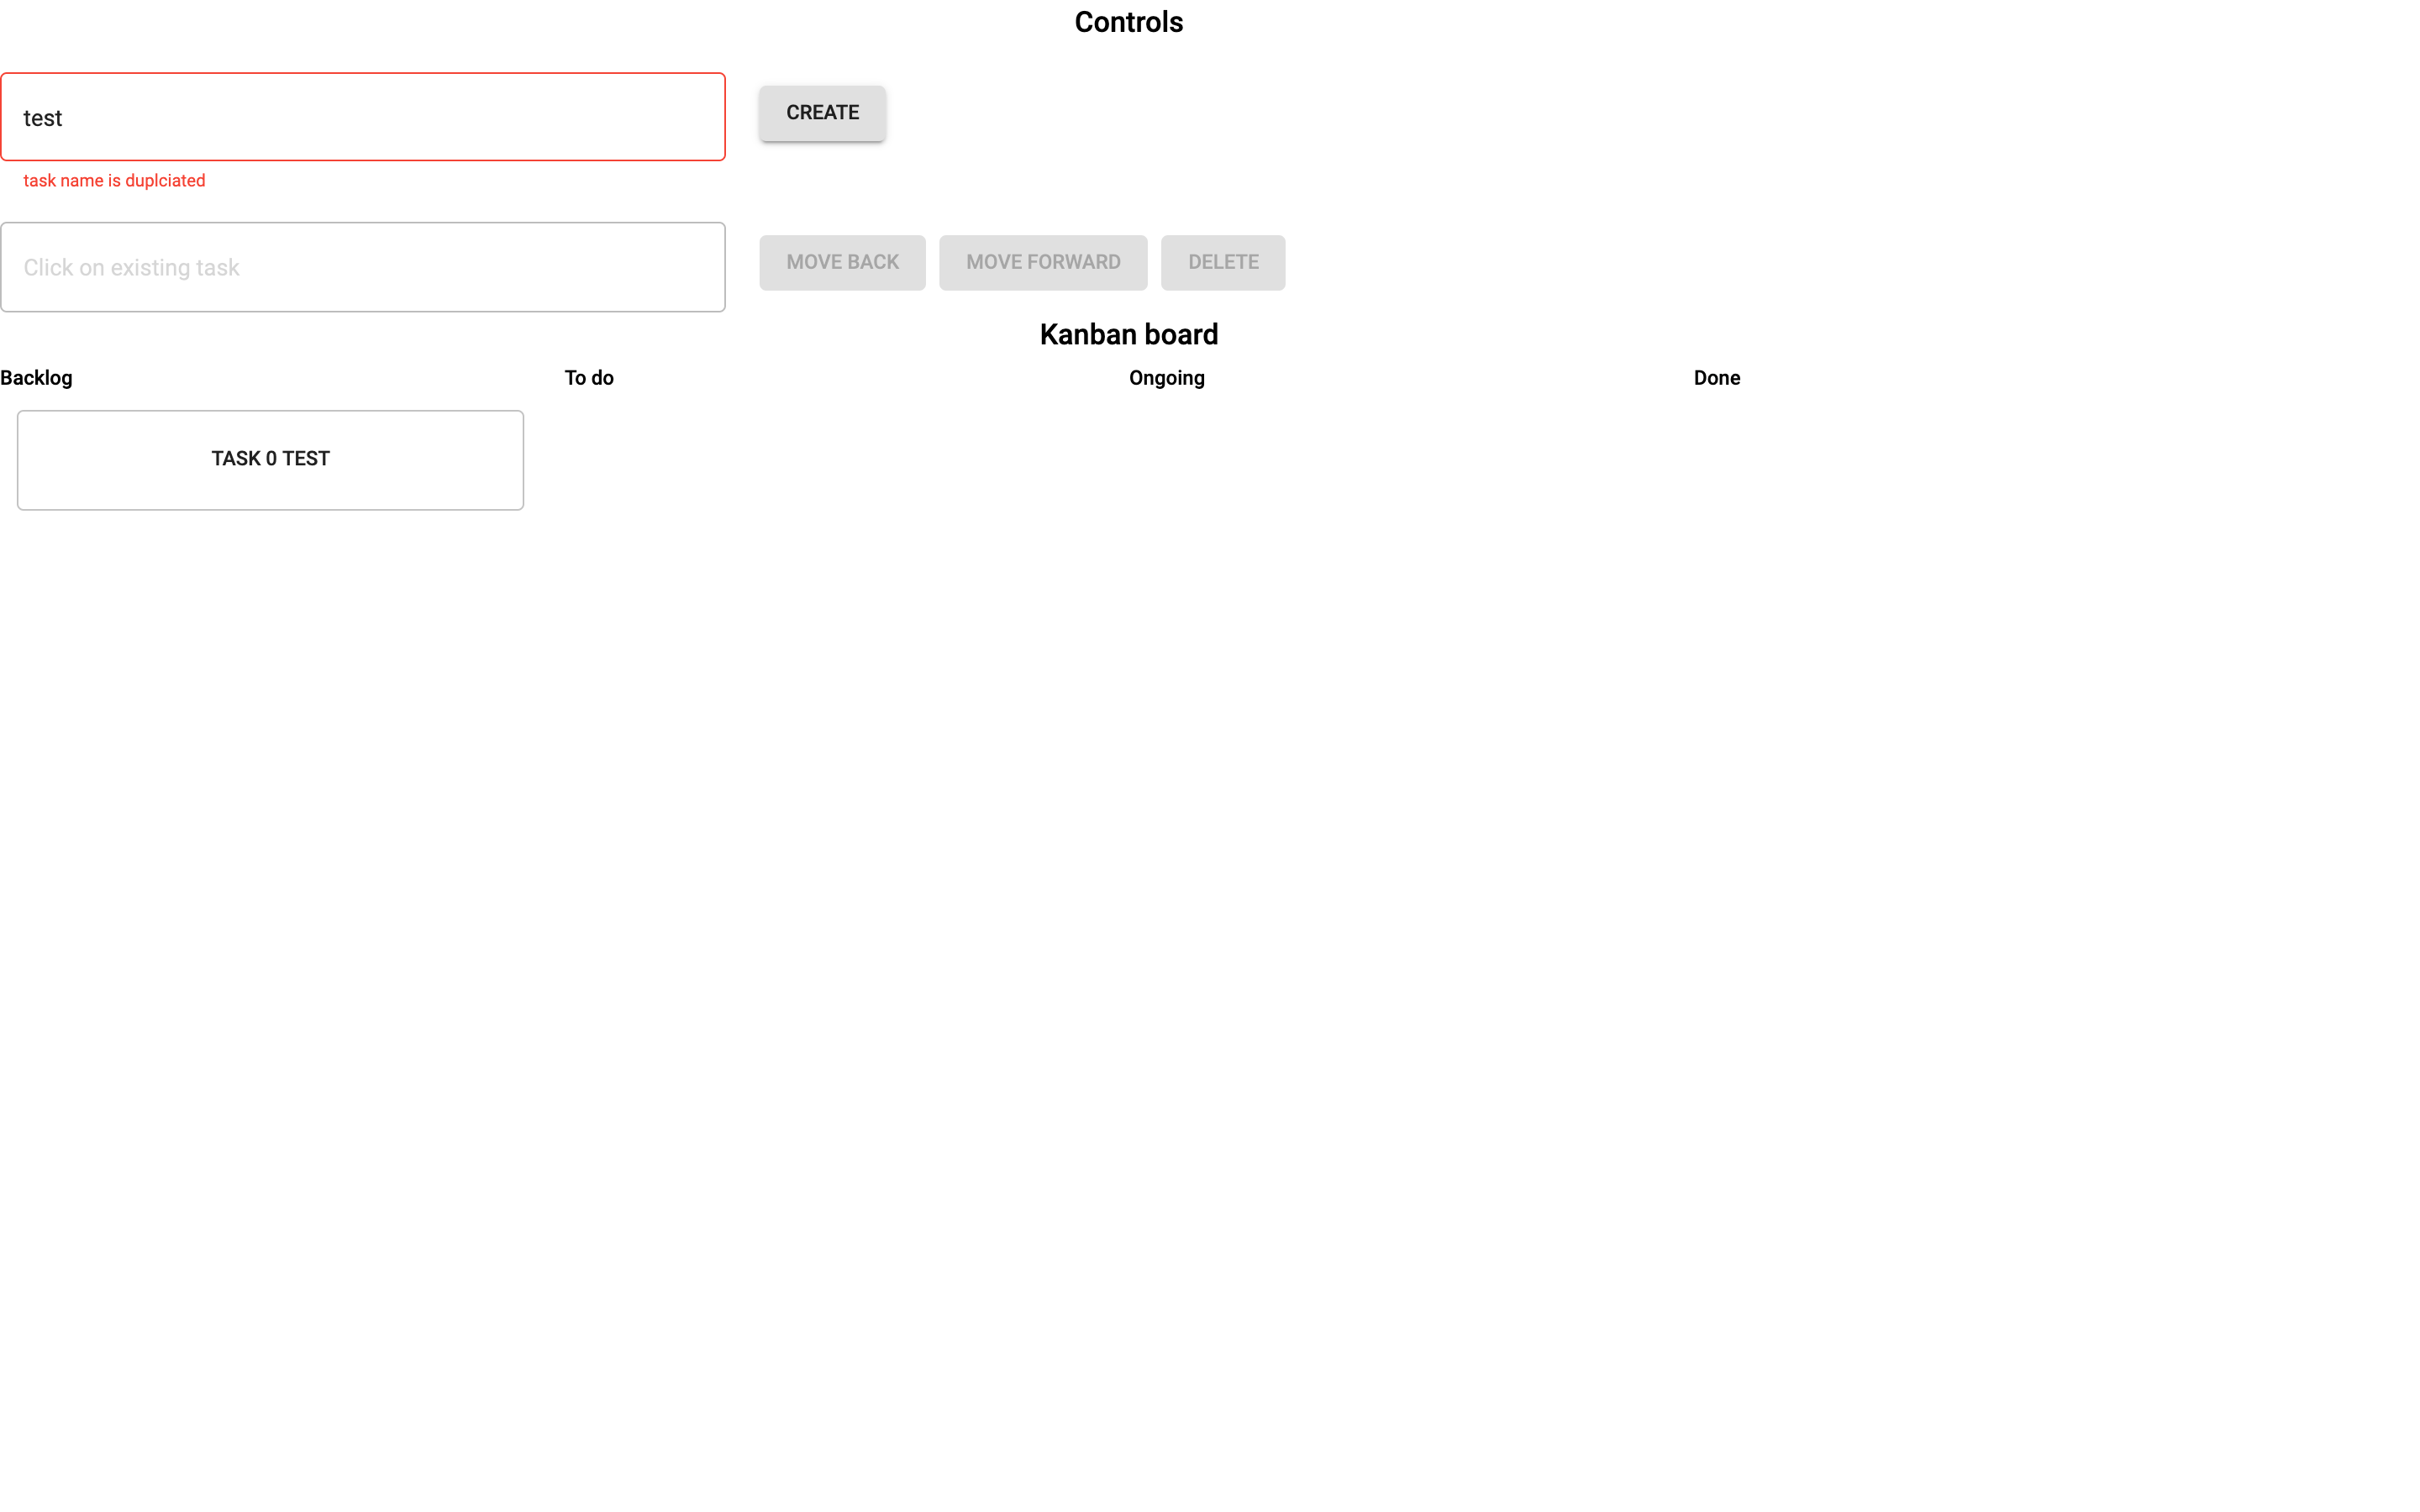 Controls
test
CREATE
task name is duplciated
Click on existing task
MOVE BACK
MOVE FORWARD
DELETE
Kanban board
Backlog
To do
Ongoing
Done
TASK 0 TEST